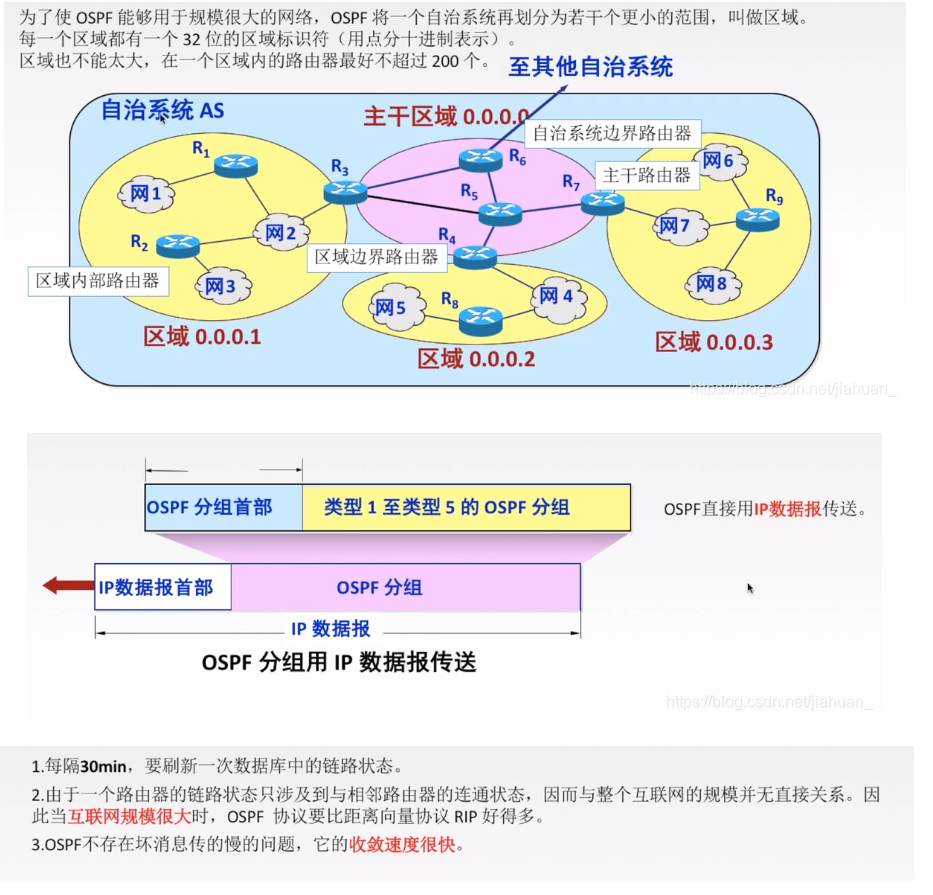 为了使 OSPF 能够用于规模很大的网络，OSPF 将一个自治系统再划分为若干个更小的范围，叫做区域。
每一个区域都有一个 32 位的区域标识符（用点分十进制表示）。
区域也不能太大，在一个区域内的路由器最好不超过 200 个。
至其他自治系统
自治系统 AS
主干区域 0.0.0.0
自治系统边界路由器
R1
R3
R6
主干路由器
网6
网1
R5
R7
R9
R2
网2
R4
网7
区域边界路由器
区域内部路由器
网3
网5
R8
网4
网8
区域 0.0.0.1
区域 0.0.0.2
区域 0.0.0.3
https://blog.csdn.net/jiahuan_
OSPF 分组首部
类型 1 至类型 5 的 OSPF 分组
OSPF直接用IP数据报传送。
IP数据报首部
OSPF 分组
IP 数据报
OSPF 分组用 IP 数据报传送
https://blog.csdn.net/jiahuan_
1.每隔30min，要刷新一次数据库中的链路状态。
2.由于一个路由器的链路状态只涉及到与相邻路由器的连通状态，因而与整个互联网的规模并无直接关系。因
此当互联网规模很大时，OSPF 协议要比距离向量协议 RIP 好得多。
3.OSPF不存在坏消息传的慢的问题，它的收敛速度很快。